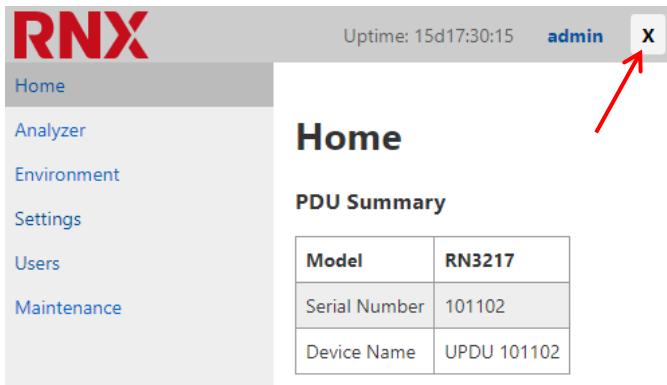 RNX
Uptime: 15d17:30:15 admin X
Home
Analyzer
Environment
Settings
Users
Maintenance
Home
PDU Summary
Model RN3217
Serial Number 101102
Device Name UPDU 101102